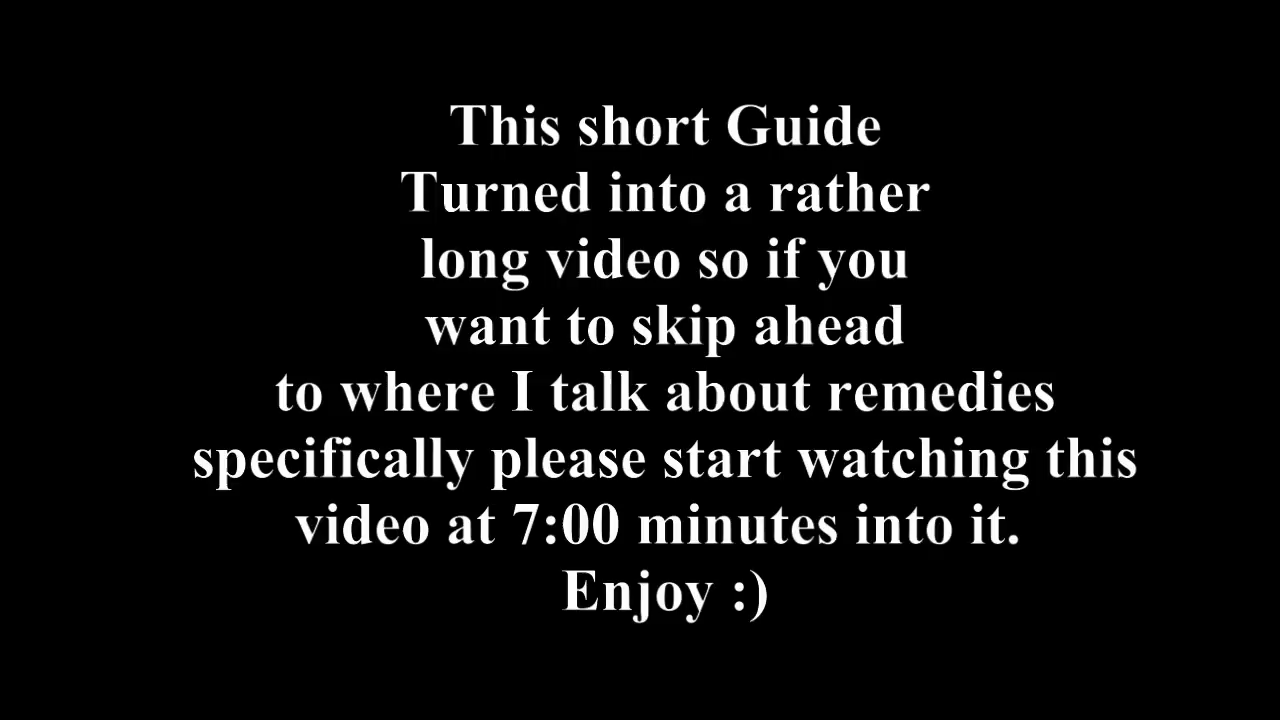 This short Guide
Turned into a rather
long video so if you
want to skip ahead
to where I talk about remedies
specifically please start watching this
video at 7:00 minutes into it.
Enjoy :)